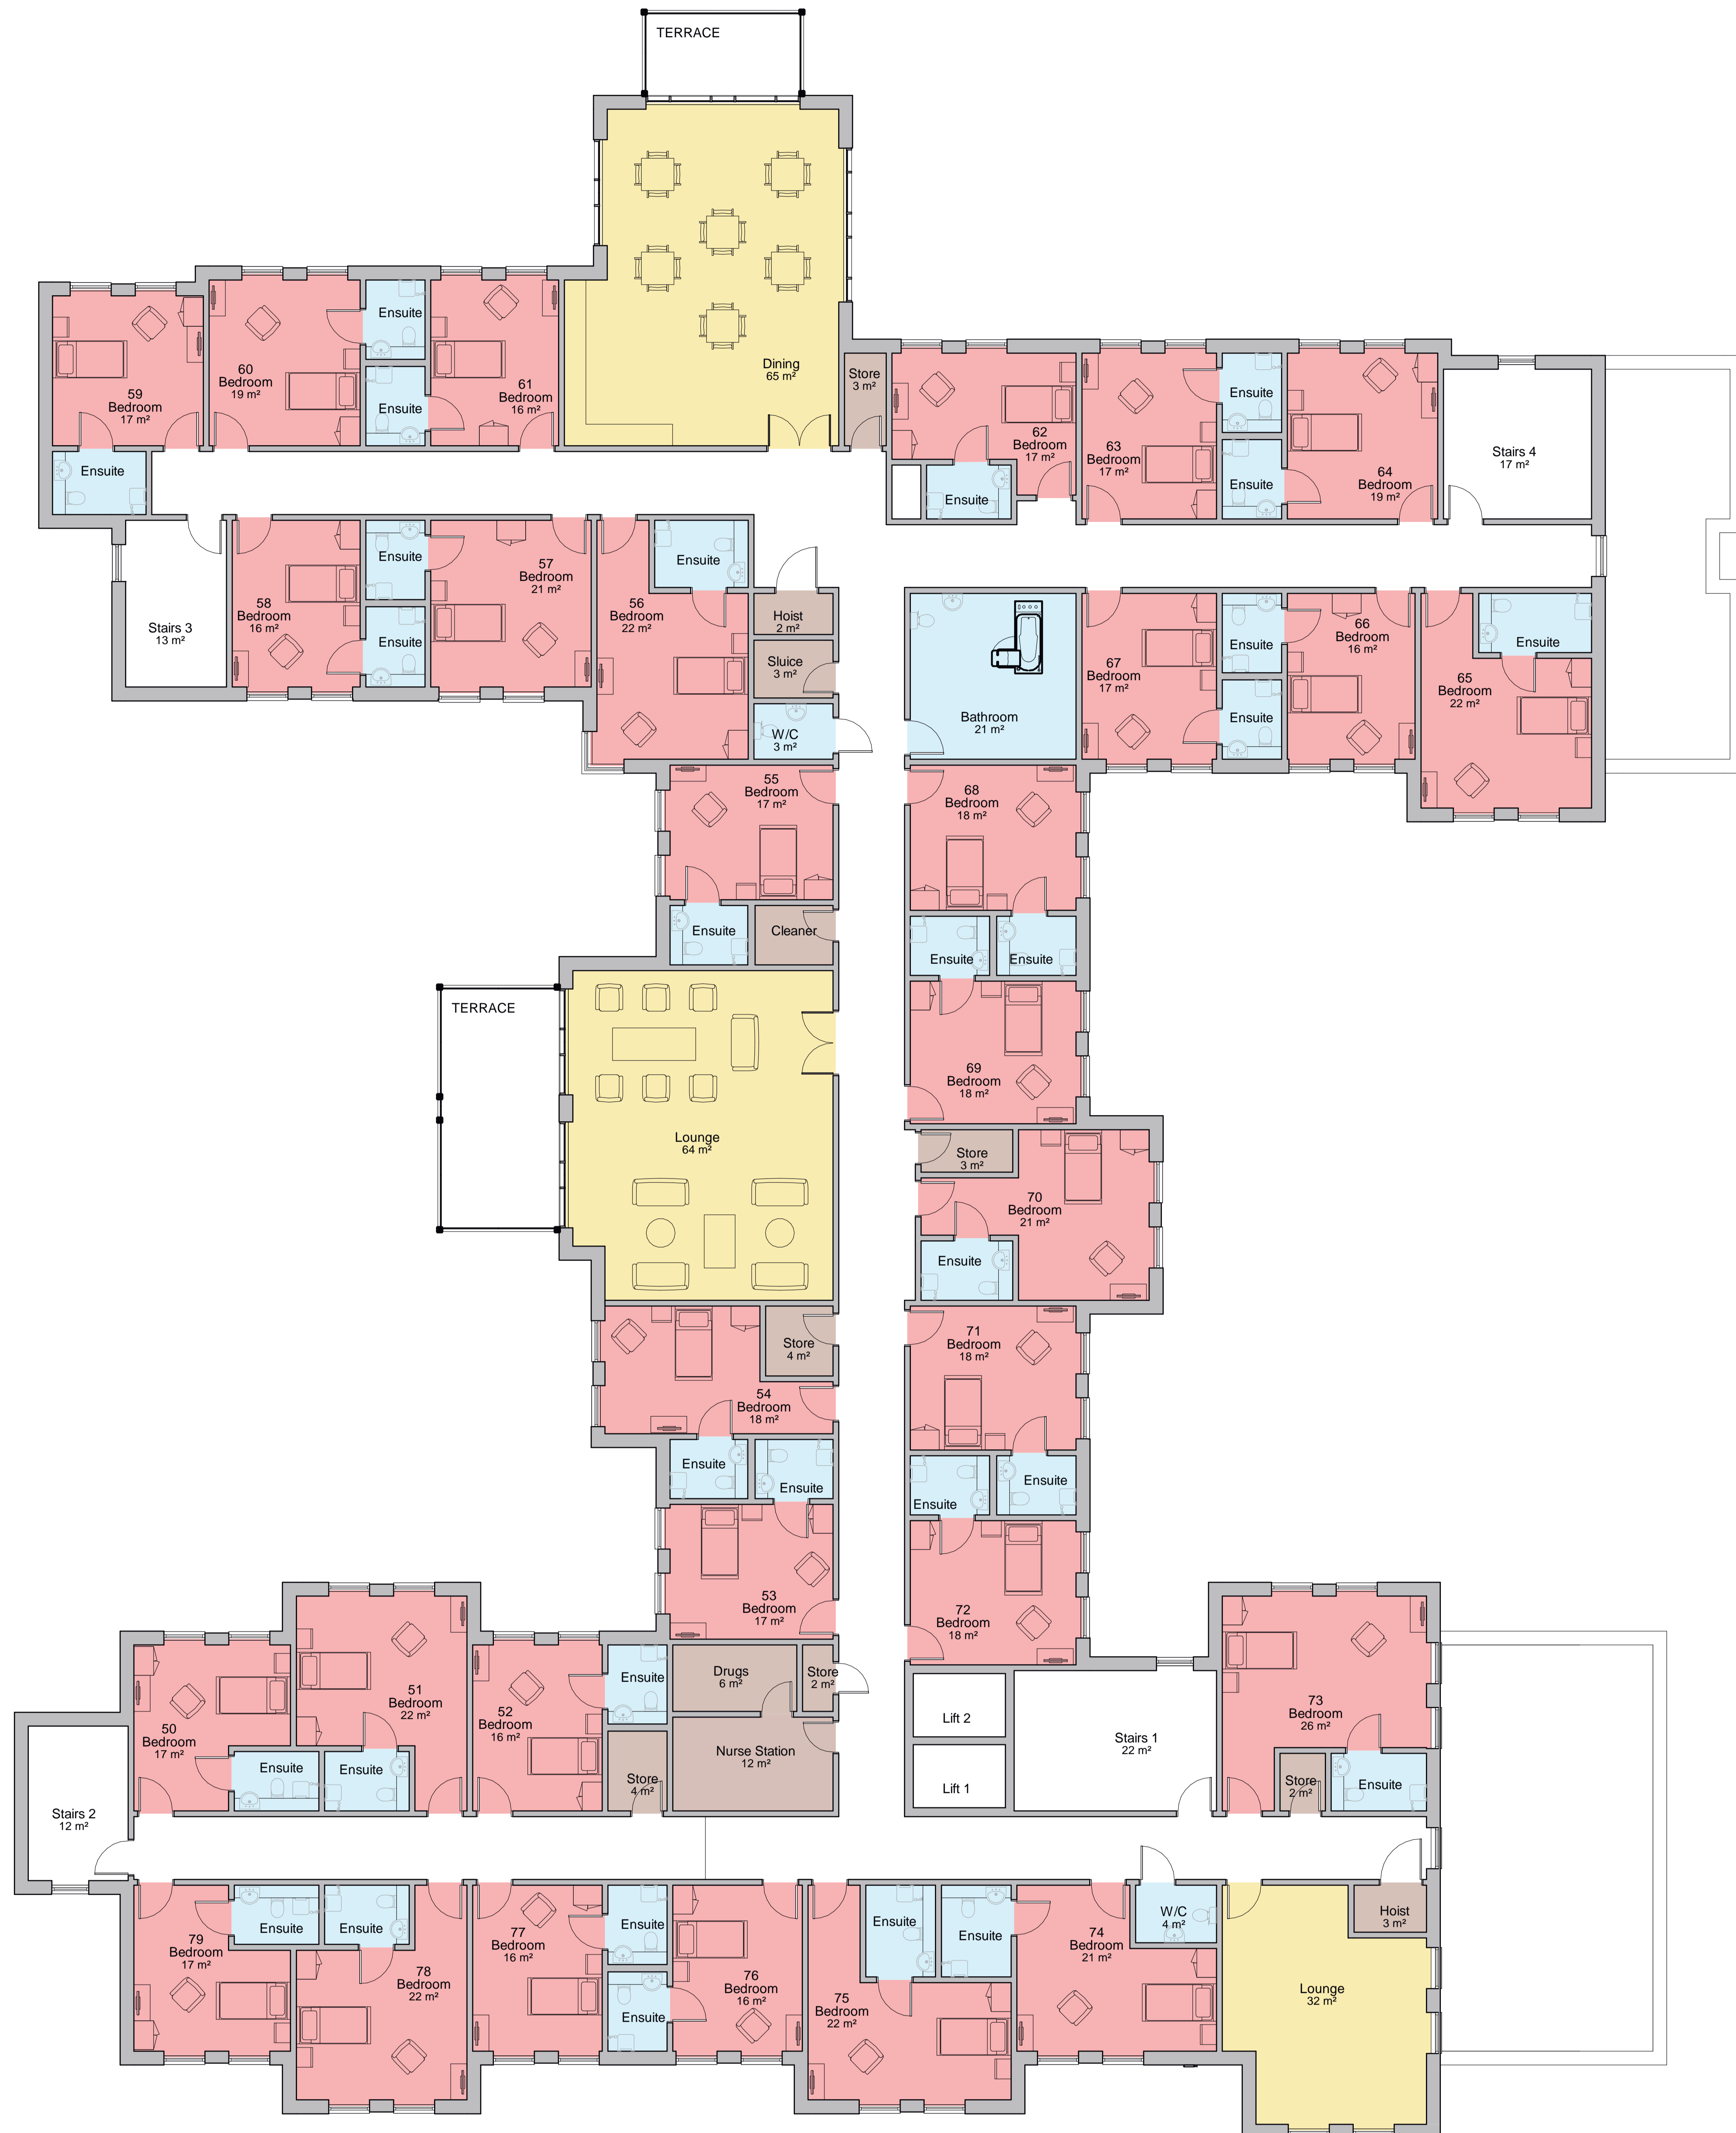 TERRACE
Dining
65 m²
59
Bedroom
17 m²
60
Bedroom
19 m²
Ensuite
Ensuite
61
Bedroom
16 m²
Store
3 m²
62
Bedroom
17 m²
63
Bedroom
17 m²
Ensuite
Ensuite
64
Bedroom
19 m²
Stairs 4
17 m²
Ensuite
Ensuite
Stairs 3
13 m²
58
Bedroom
16 m²
Ensuite
Ensuite
57
Bedroom
21 m²
56
Bedroom
22 m²
Ensuite
Hoist
2 m²
Sluice
3 m²
W/C
3 m²
Bathroom
21 m²
67
Bedroom
17 m²
Ensuite
Ensuite
66
Bedroom
16 m²
65
Bedroom
22 m²
Ensuite
55
Bedroom
17 m²
68
Bedroom
18 m²
Ensuite
Cleaner
Ensuite
Ensuite
TERRACE
Lounge
64 m²
69
Bedroom
18 m²
Store
3 m²
70
Bedroom
21 m²
Ensuite
Store
4 m²
54
Bedroom
18 m²
71
Bedroom
18 m²
Ensuite
Ensuite
Ensuite
Ensuite
53
Bedroom
17 m²
72
Bedroom
18 m²
50
Bedroom
17 m²
51
Bedroom
22 m²
52
Bedroom
16 m²
Ensuite
Drugs
6 m²
Store
2 m²
Lift 2
Lift 1
Stairs 1
22 m²
73
Bedroom
26 m²
Ensuite
Ensuite
Store
4 m²
Nurse Station
12 m²
Store
2 m²
Ensuite
Stairs 2
12 m²
79
Bedroom
17 m²
Ensuite
Ensuite
78
Bedroom
22 m²
77
Bedroom
16 m²
Ensuite
Ensuite
76
Bedroom
16 m²
75
Bedroom
22 m²
Ensuite
Ensuite
74
Bedroom
21 m²
W/C
4 m²
Hoist
3 m²
Lounge
32 m²